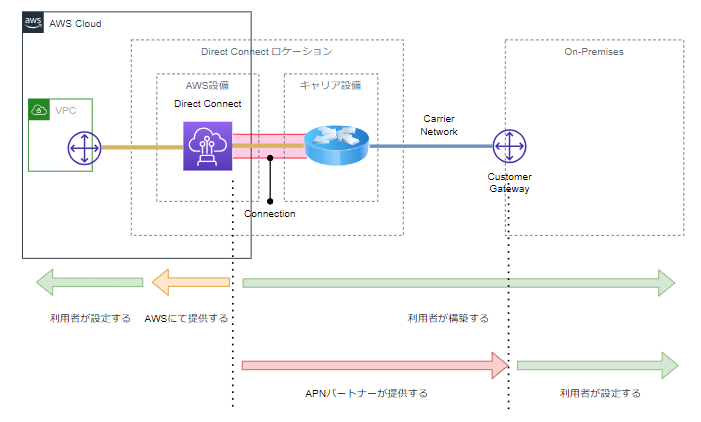 aws
AWS Cloud
Direct Connect ロケーション
On-Premises
AWS設備
キャリア設備
Direct Connect
VPC
Carrier
Network
Customer
Gateway
Connection
利用者が設定する
AWSにて提供する
利用者が構築する
APNパートナーが提供する
利用者が設定する